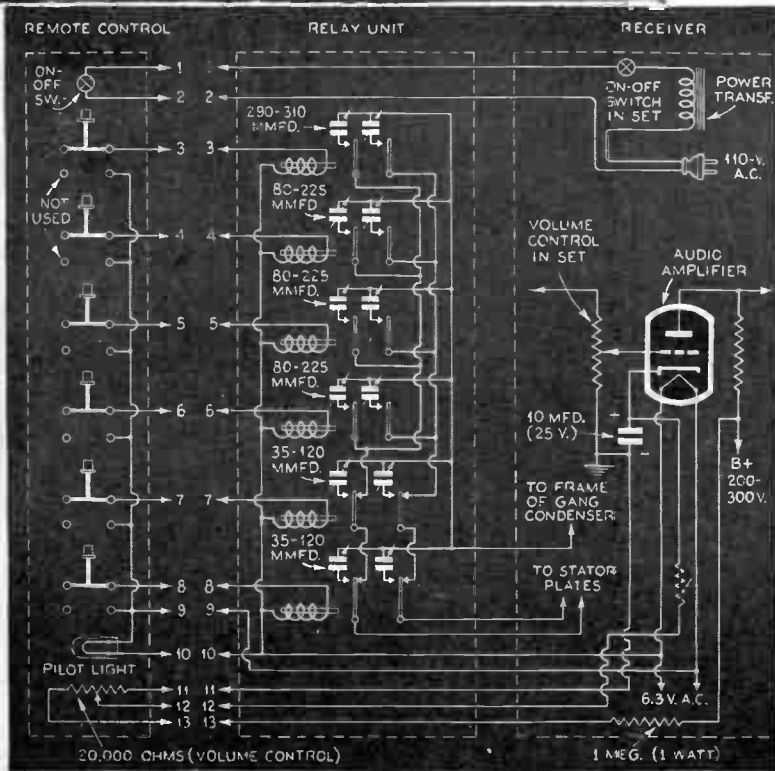 REMOTE CONTROL
RELAY UNIT
RECEIVER
ON-
OFF
SW.
1
2
2
ON-OFF
SWITCH
IN SET
POWER
TRANSF.
110-V.
A.C.
290-310
MMFD.
3
3
NOT
USED
80-225
MMFD.
4
4
VOLUME
CONTROL
IN SET
AUDIO
AMPLIFIER
80-225
MMFD.
5
5
80-225
MMFD.
6
6
10 MFD.
(25 V.)
+
-
B+
200-
300V.
35-120
MMFD.
7
7
TO FRAME
OF GANG
CONDENSER
35-120
MMFD.
8
8
9
9
TO STATOR
PLATES
10
10
PILOT LIGHT
11
11
12
12
13
13
6.3 V. A.C.
20,000 OHMS (VOLUME CONTROL)
1 MEG. (1 WATT)